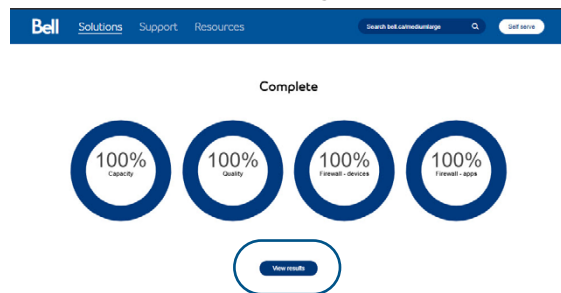 Bell Solutions Support Resources Search bell.ca/mediumlarge Self serve
Complete
100% 100% 100% 100%
Capacity Quality Firewall - devices Firewall - apps
View results